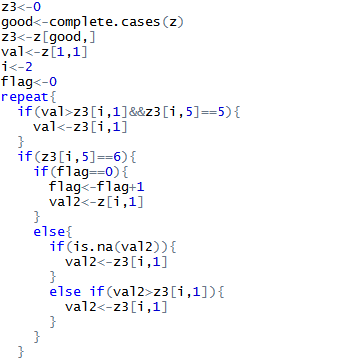 z3<-0
good<-complete.cases(z)
z3<-z[good,]
val<-z[1,1]
i<-2
flag<-0
repeat{
  if(val>z3[i,1]&&z3[i,5]==5){
    val<-z3[i,1]
  }
  if(z3[i,5]==6){
    if(flag==0){
      flag<-flag+1
      val2<-z[i,1]
    }
    else{
      if(is.na(val2)){
        val2<-z3[i,1]
      }
      else if(val2>z3[i,1]){
        val2<-z3[i,1]
      }
    }
  }